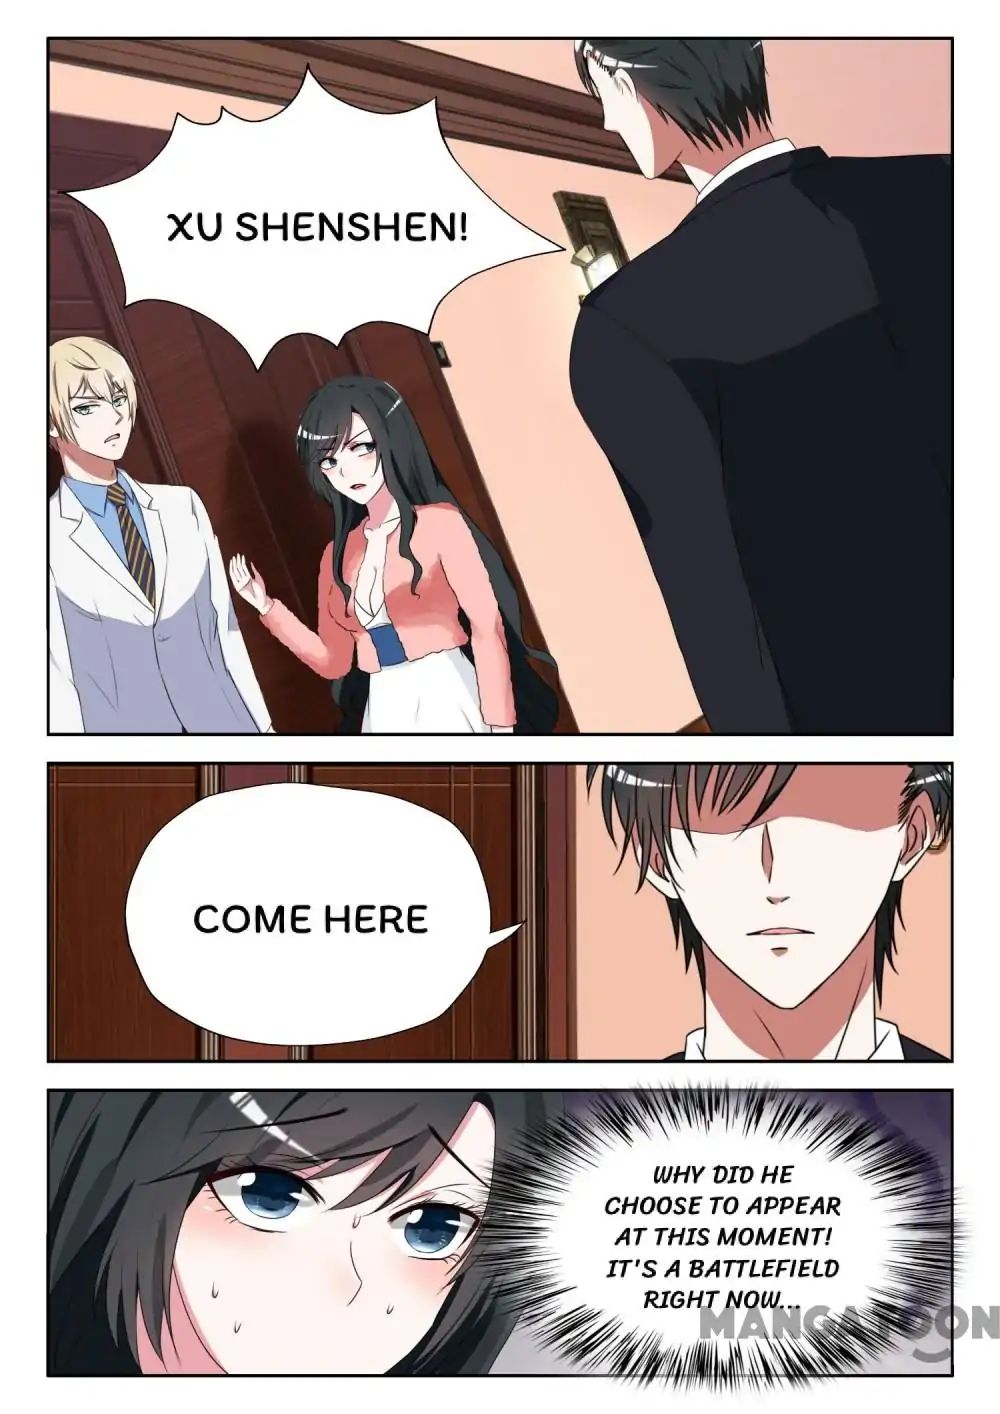 XU SHENSHEN!
COME HERE
WHY DID HE
CHOOSE TO APPEAR
AT THIS MOMENT!
IT'S A BATTLEFIELD
RIGHT NOW...
MANGATOON